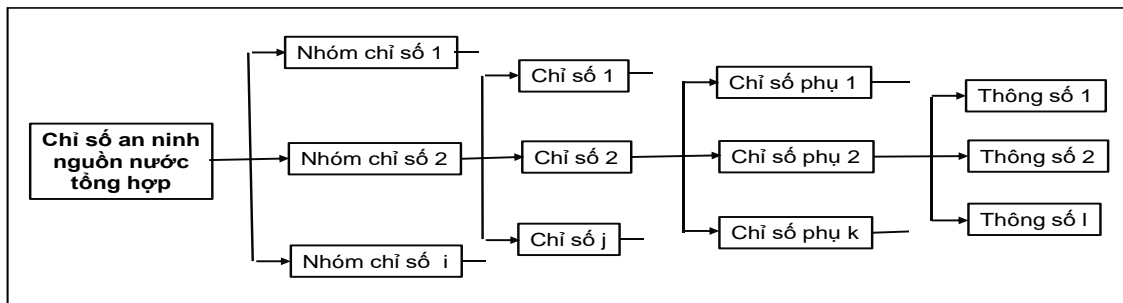 Chỉ số an ninh
nguồn nước
tổng hợp
Nhóm chỉ số 1
Nhóm chỉ số 2
Nhóm chỉ số i
Chỉ số 1
Chỉ số 2
Chỉ số j
Chỉ số phụ 1
Chỉ số phụ 2
Chỉ số phụ k
Thông số 1
Thông số 2
Thông số l